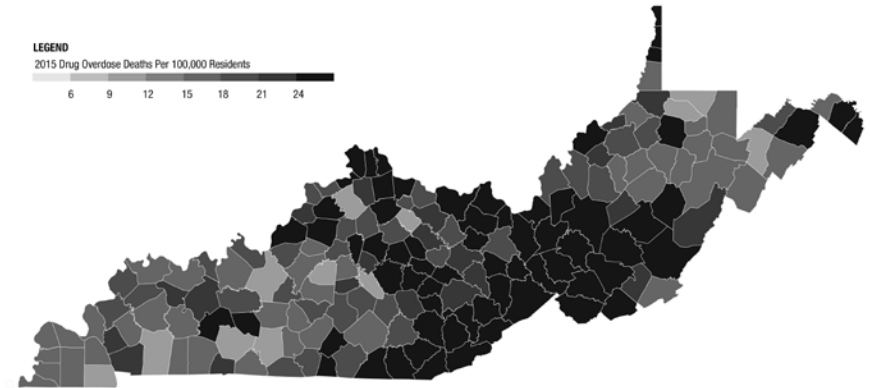 LEGEND
2015 Drug Overdose Deaths Per 100,000 Residents
6 9 12 15 18 21 24